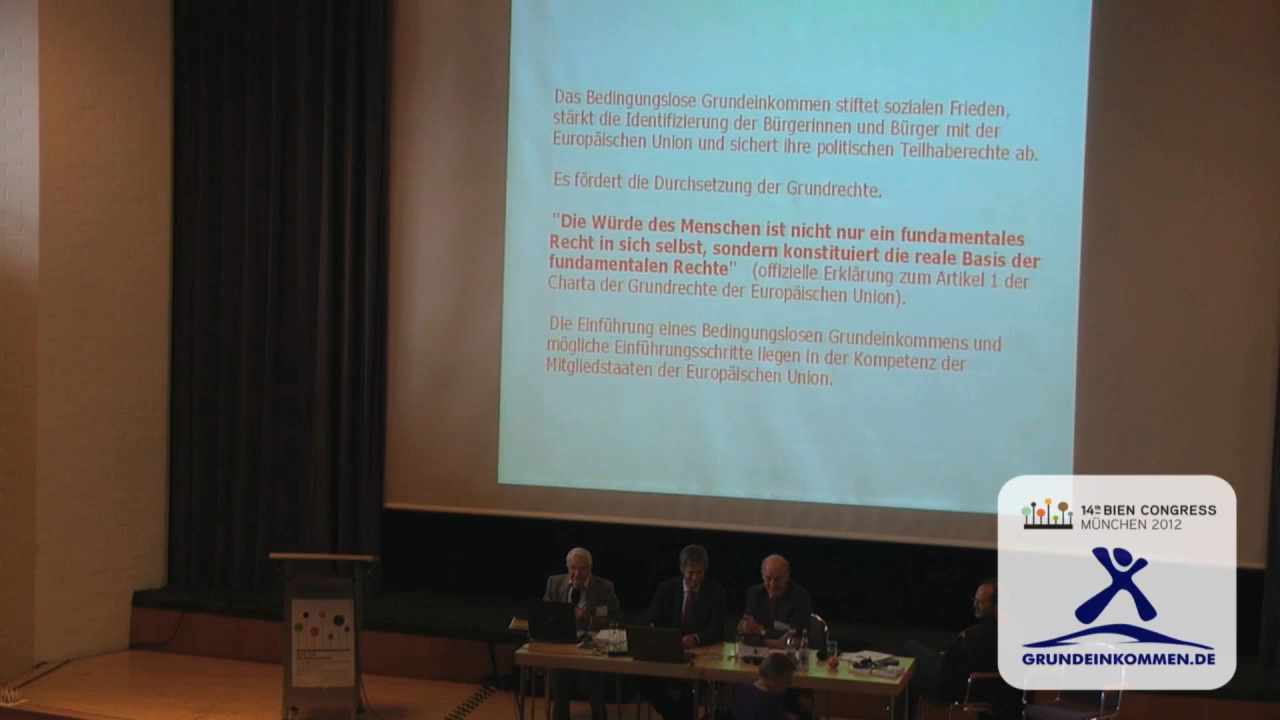 Das Bedingungslose Grundeinkommen stiftet sozialen Frieden,
stärkt die Identifizierung der Bürgerinnen und Bürger mit der
Europäischen Union und sichert ihre politischen Teilhaberechte ab.
Es fördert die Durchsetzung der Grundrechte.
"Die Würde des Menschen ist nicht nur ein fundamentales
Recht in sich selbst, sondern konstituiert die reale Basis der
fundamentalen Rechte" (offizielle Erklärung zum Artikel 1 der
Charta der Grundrechte der Europäischen Union).
Die Einführung eines Bedingungslosen Grundeinkommens und
mögliche Einführungsschritte liegen in der Kompetenz der
Mitgliedstaaten der Europäischen Union.
14th BIEN CONGRESS
MÜNCHEN 2012
GRUNDEINKOMMEN.DE